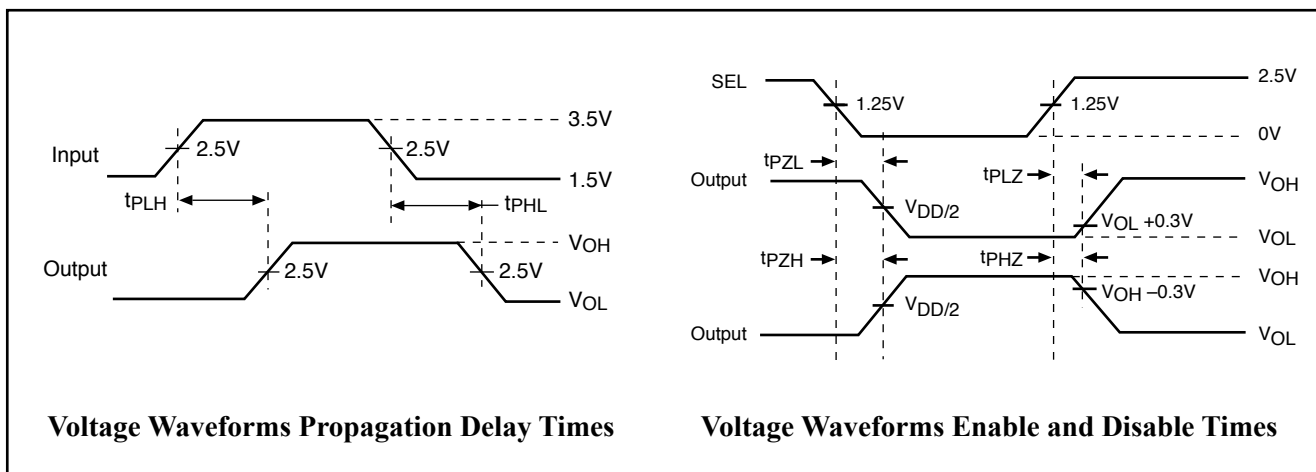 3.5V
Input
2.5V
2.5V
1.5V
tPLH
tPHL
VOH
Output
2.5V
2.5V
VOL
Voltage Waveforms Propagation Delay Times
SEL
2.5V
1.25V
1.25V
0V
tPZL
tPLZ
Output
VOH
VDD/2
VOL +0.3V
VOL
tPZH
tPHZ
VOH
VDD/2
VOH –0.3V
Output
VOL
Voltage Waveforms Enable and Disable Times